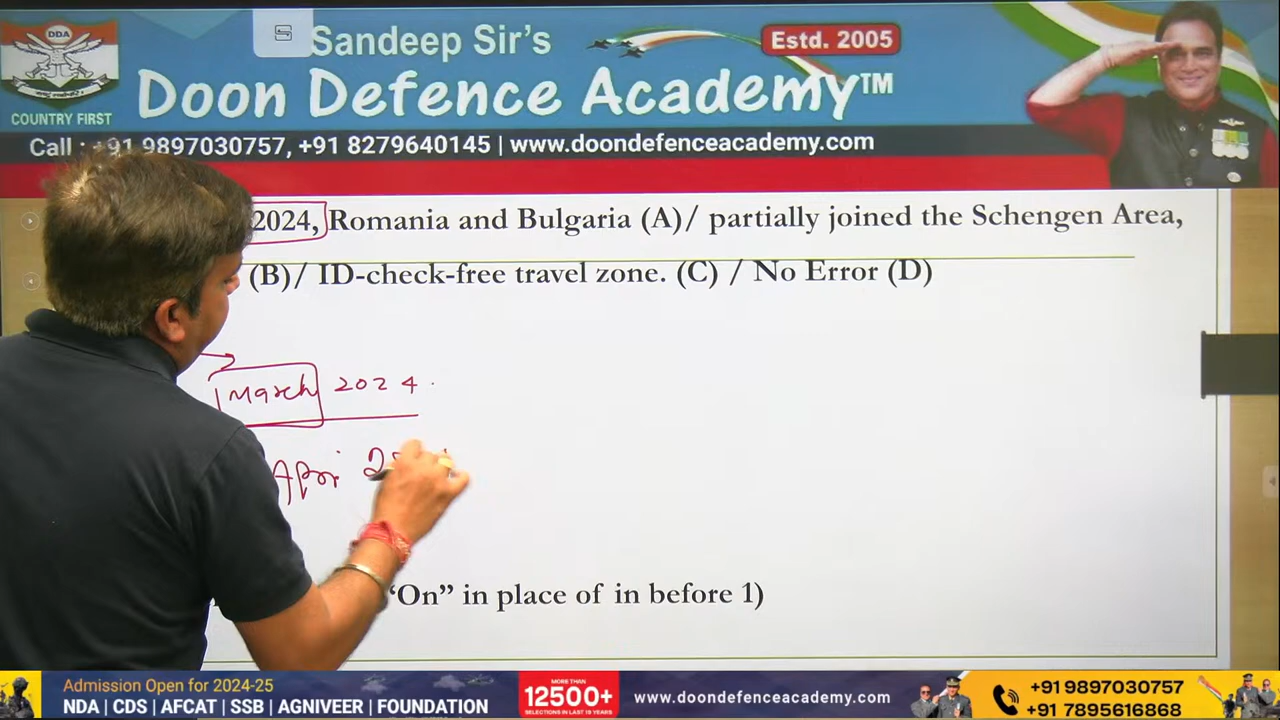 DDA
COUNTRY FIRST
Sandeep Sir's
Estd. 2005
Doon Defence Academy™
Call : +91 9897030757, +91 8279640145 | www.doondefenceacademy.com
2024, Romania and Bulgaria (A)/ partially joined the Schengen Area,
(B)/ ID-check-free travel zone. (C) / No Error (D)
March 2024
Apri
“On” in place of in before 1)
Admission Open for 2024-25
NDA | CDS | AFCAT | SSB | AGNIVEER | FOUNDATION
MORE THAN
12500+
SELECTIONS IN LAST 19 YEARS
www.doondefenceacademy.com
+91 9897037757
+91 7895616868